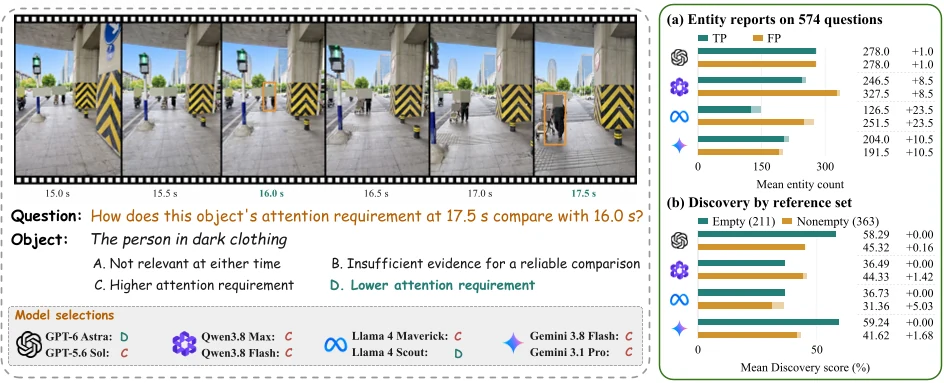 15.0 s 15.5 s 16.0 s 16.5 s 17.0 s 17.5 s
Question: How does this object's attention requirement at 17.5 s compare with 16.0 s?
Object: The person in dark clothing
A. Not relevant at either time B. Insufficient evidence for a reliable comparison
C. Higher attention requirement D. Lower attention requirement
Model selections
GPT-6 Astra: D Qwen3.8 Max: C Llama 4 Maverick: C Gemini 3.8 Flash: C
GPT-5.6 Sol: C Qwen3.8 Flash: C Llama 4 Scout: D Gemini 3.1 Pro: C
(a) Entity reports on 574 questions
TP FP
278.0 +1.0
278.0 +1.0
246.5 +8.5
327.5 +8.5
126.5 +23.5
251.5 +23.5
204.0 +10.5
191.5 +10.5
0 150 300
Mean entity count
(b) Discovery by reference set
Empty (211) Nonempty (363)
58.29 +0.00
45.32 +0.16
36.49 +0.00
44.33 +1.42
36.73 +0.00
31.36 +5.03
59.24 +0.00
41.62 +1.68
0 50
Mean Discovery score (%)